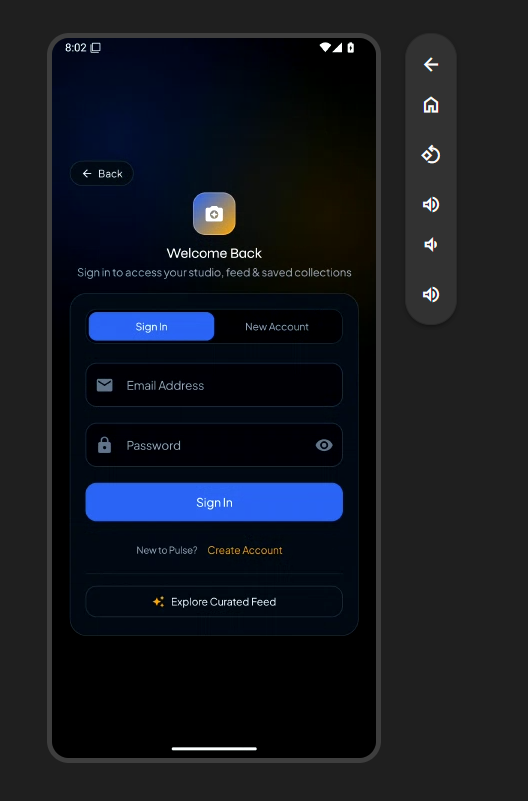 8:02
Back
Welcome Back
Sign in to access your studio, feed & saved collections
Sign In New Account
Email Address
Password
Sign In
New to Pulse? Create Account
Explore Curated Feed